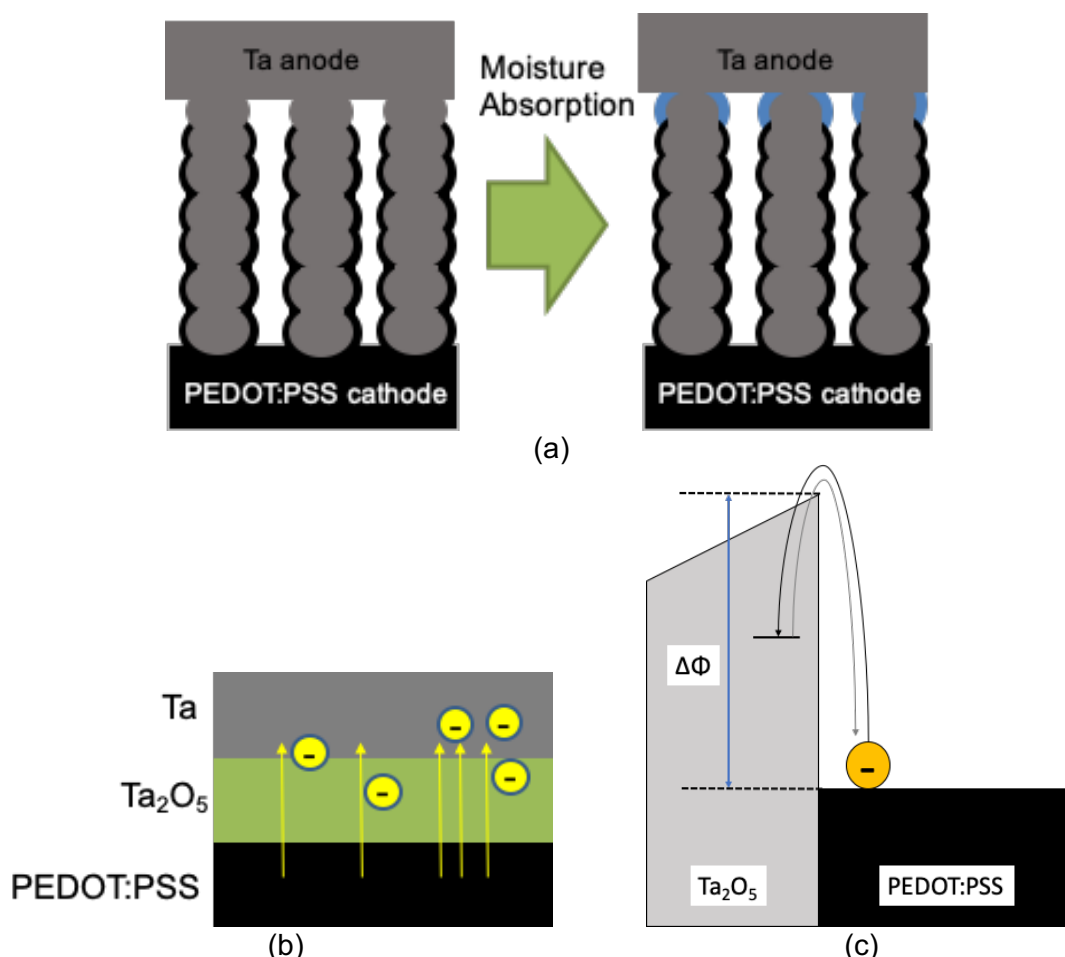 Ta anode
Moisture
Absorption
Ta anode
PEDOT:PSS cathode
PEDOT:PSS cathode
(a)
Ta
-
-
-
Ta₂O₅
-
-
PEDOT:PSS
(b)
ΔΦ
-
Ta₂O₅
PEDOT:PSS
(c)